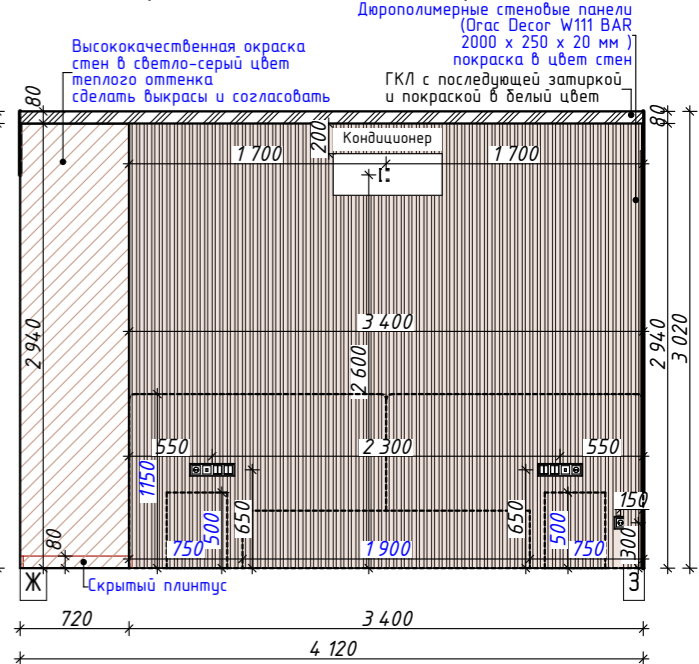 Дюрополимерные стеновые панели
(Orac Decor W111 BAR
2000 x 250 x 20 мм )
покраска в цвет стен
Высококачественная окраска
стен в светло-серый цвет
теплого оттенка
сделать выкрасы и согласовать
ГКЛ с последующей затиркой
и покраской в белый цвет
80
80
200
Кондиционер
1 700
1 700
2 940
3 400
2 600
2 940
3 020
550
2 300
550
1150
500
650
650
500
150
300
80
750
1 900
750
Ж
Скрытый плинтус
З
720
3 400
4 120